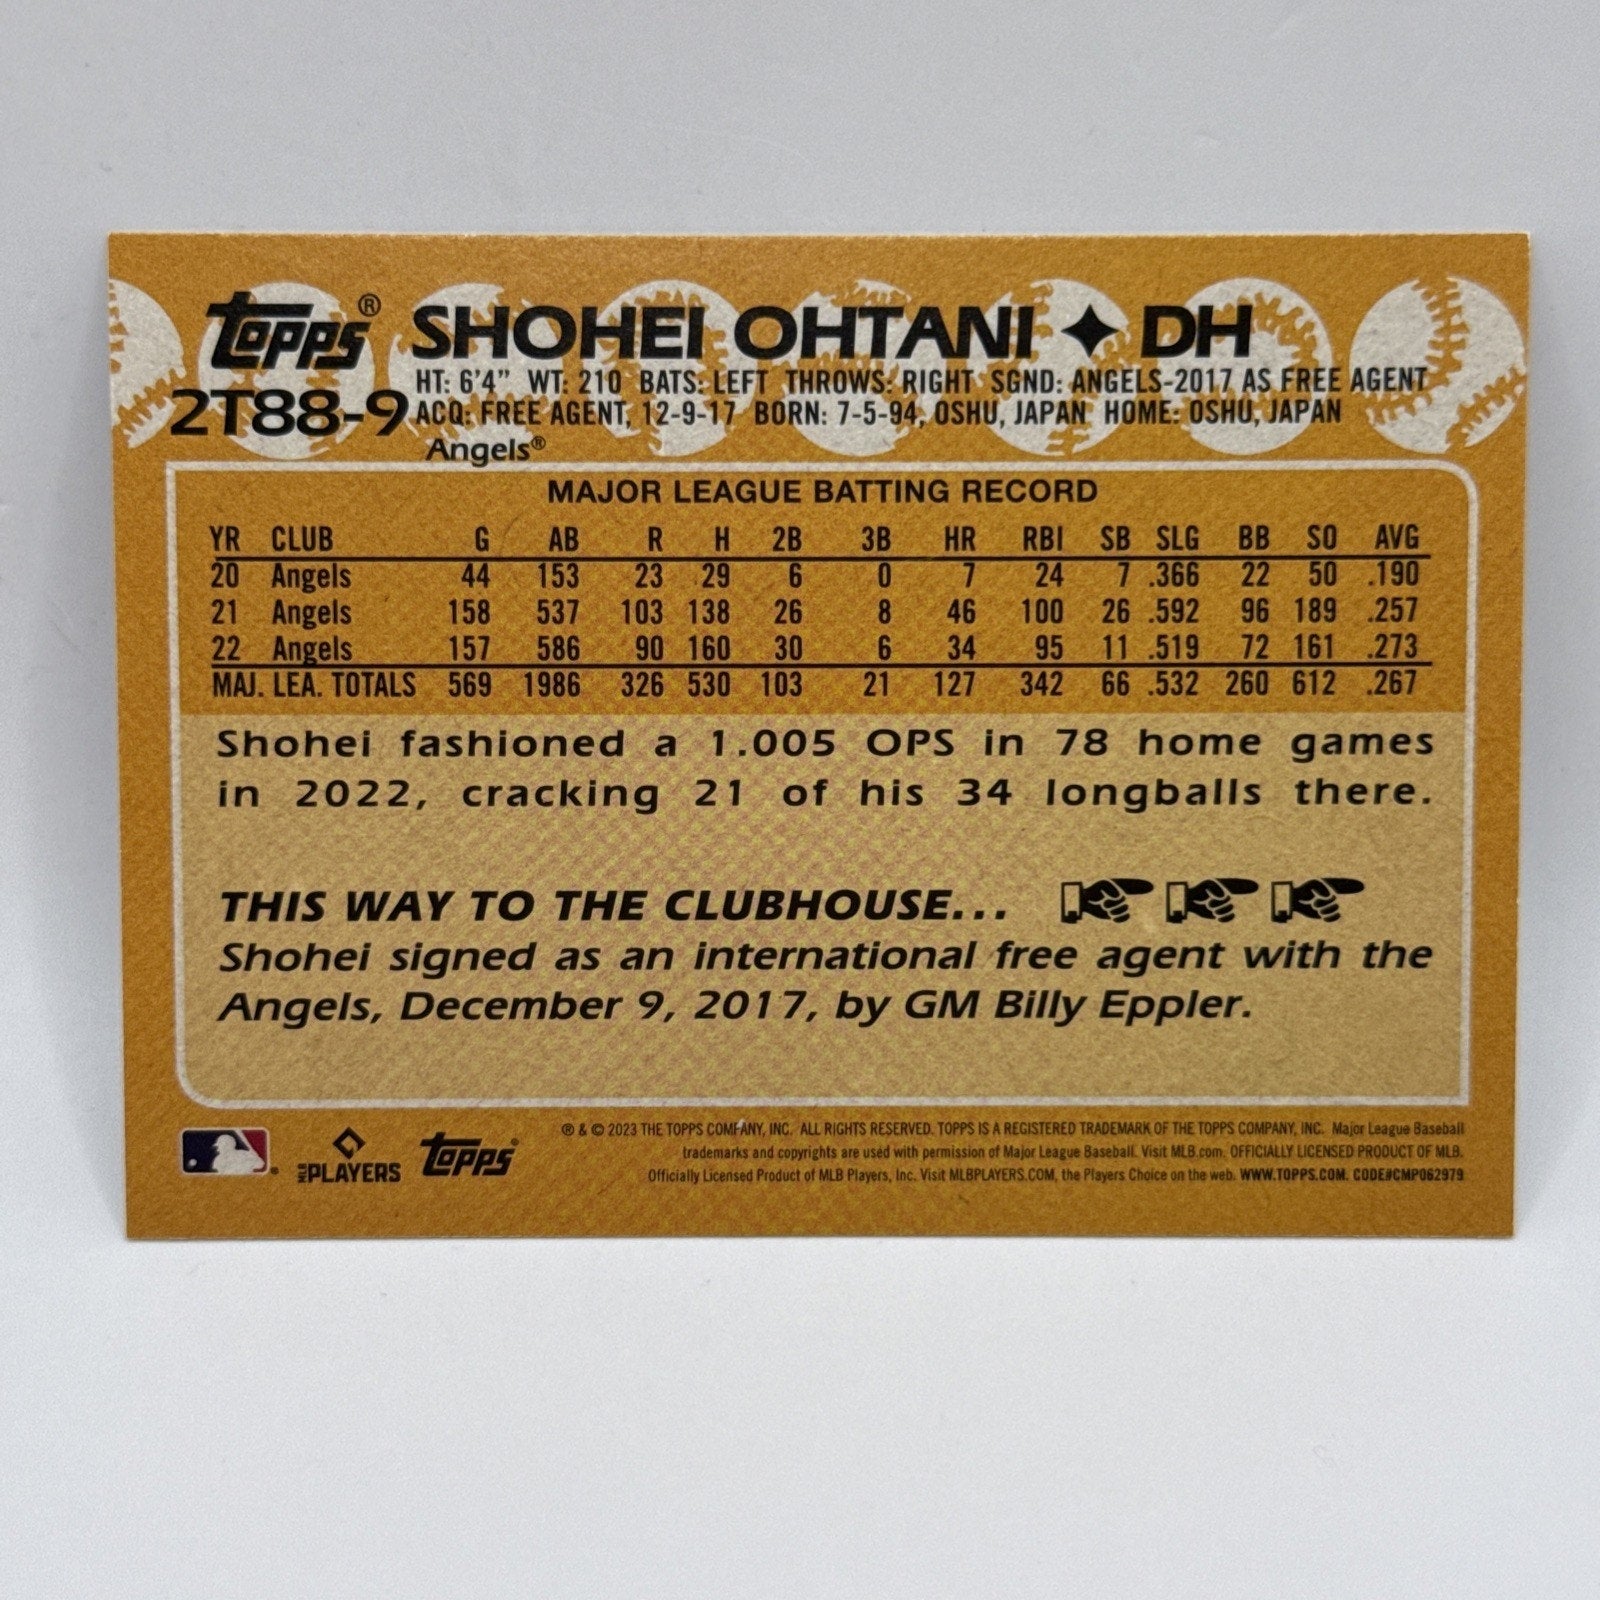 Topps® SHOHEI OHTANI ✦ DH
2T88-9
HT: 6'4" WT: 210 BATS: LEFT THROWS: RIGHT SGND: ANGELS-2017 AS FREE AGENT
ACQ: FREE AGENT, 12-9-17 BORN: 7-5-94, OSHU, JAPAN HOME: OSHU, JAPAN
Angels®
MAJOR LEAGUE BATTING RECORD
YR CLUB G AB R H 2B 3B HR RBI SB SLG BB SO AVG
20 Angels 44 153 23 29 6 0 7 24 7 .366 22 50 .190
21 Angels 158 537 103 138 26 8 46 100 26 .592 96 189 .257
22 Angels 157 586 90 160 30 6 34 95 11 .519 72 161 .273
MAJ. LEA. TOTALS 569 1986 326 530 103 21 127 342 66 .532 260 612 .267
Shohei fashioned a 1.005 OPS in 78 home games
in 2022, cracking 21 of his 34 longballs there.
THIS WAY TO THE CLUBHOUSE...
Shohei signed as an international free agent with the
Angels, December 9, 2017, by GM Billy Eppler.
MLB PLAYERS Topps®
® & © 2023 THE TOPPS COMPANY, INC. ALL RIGHTS RESERVED. TOPPS IS A REGISTERED TRADEMARK OF THE TOPPS COMPANY, INC. Major League Baseball
trademarks and copyrights are used with permission of Major League Baseball. Visit MLB.com. OFFICIALLY LICENSED PRODUCT OF MLB.
Officially Licensed Product of MLB Players, Inc. Visit MLBPLAYERS.COM, the Players Choice on the web. WWW.TOPPS.COM. CODE#CMP062979